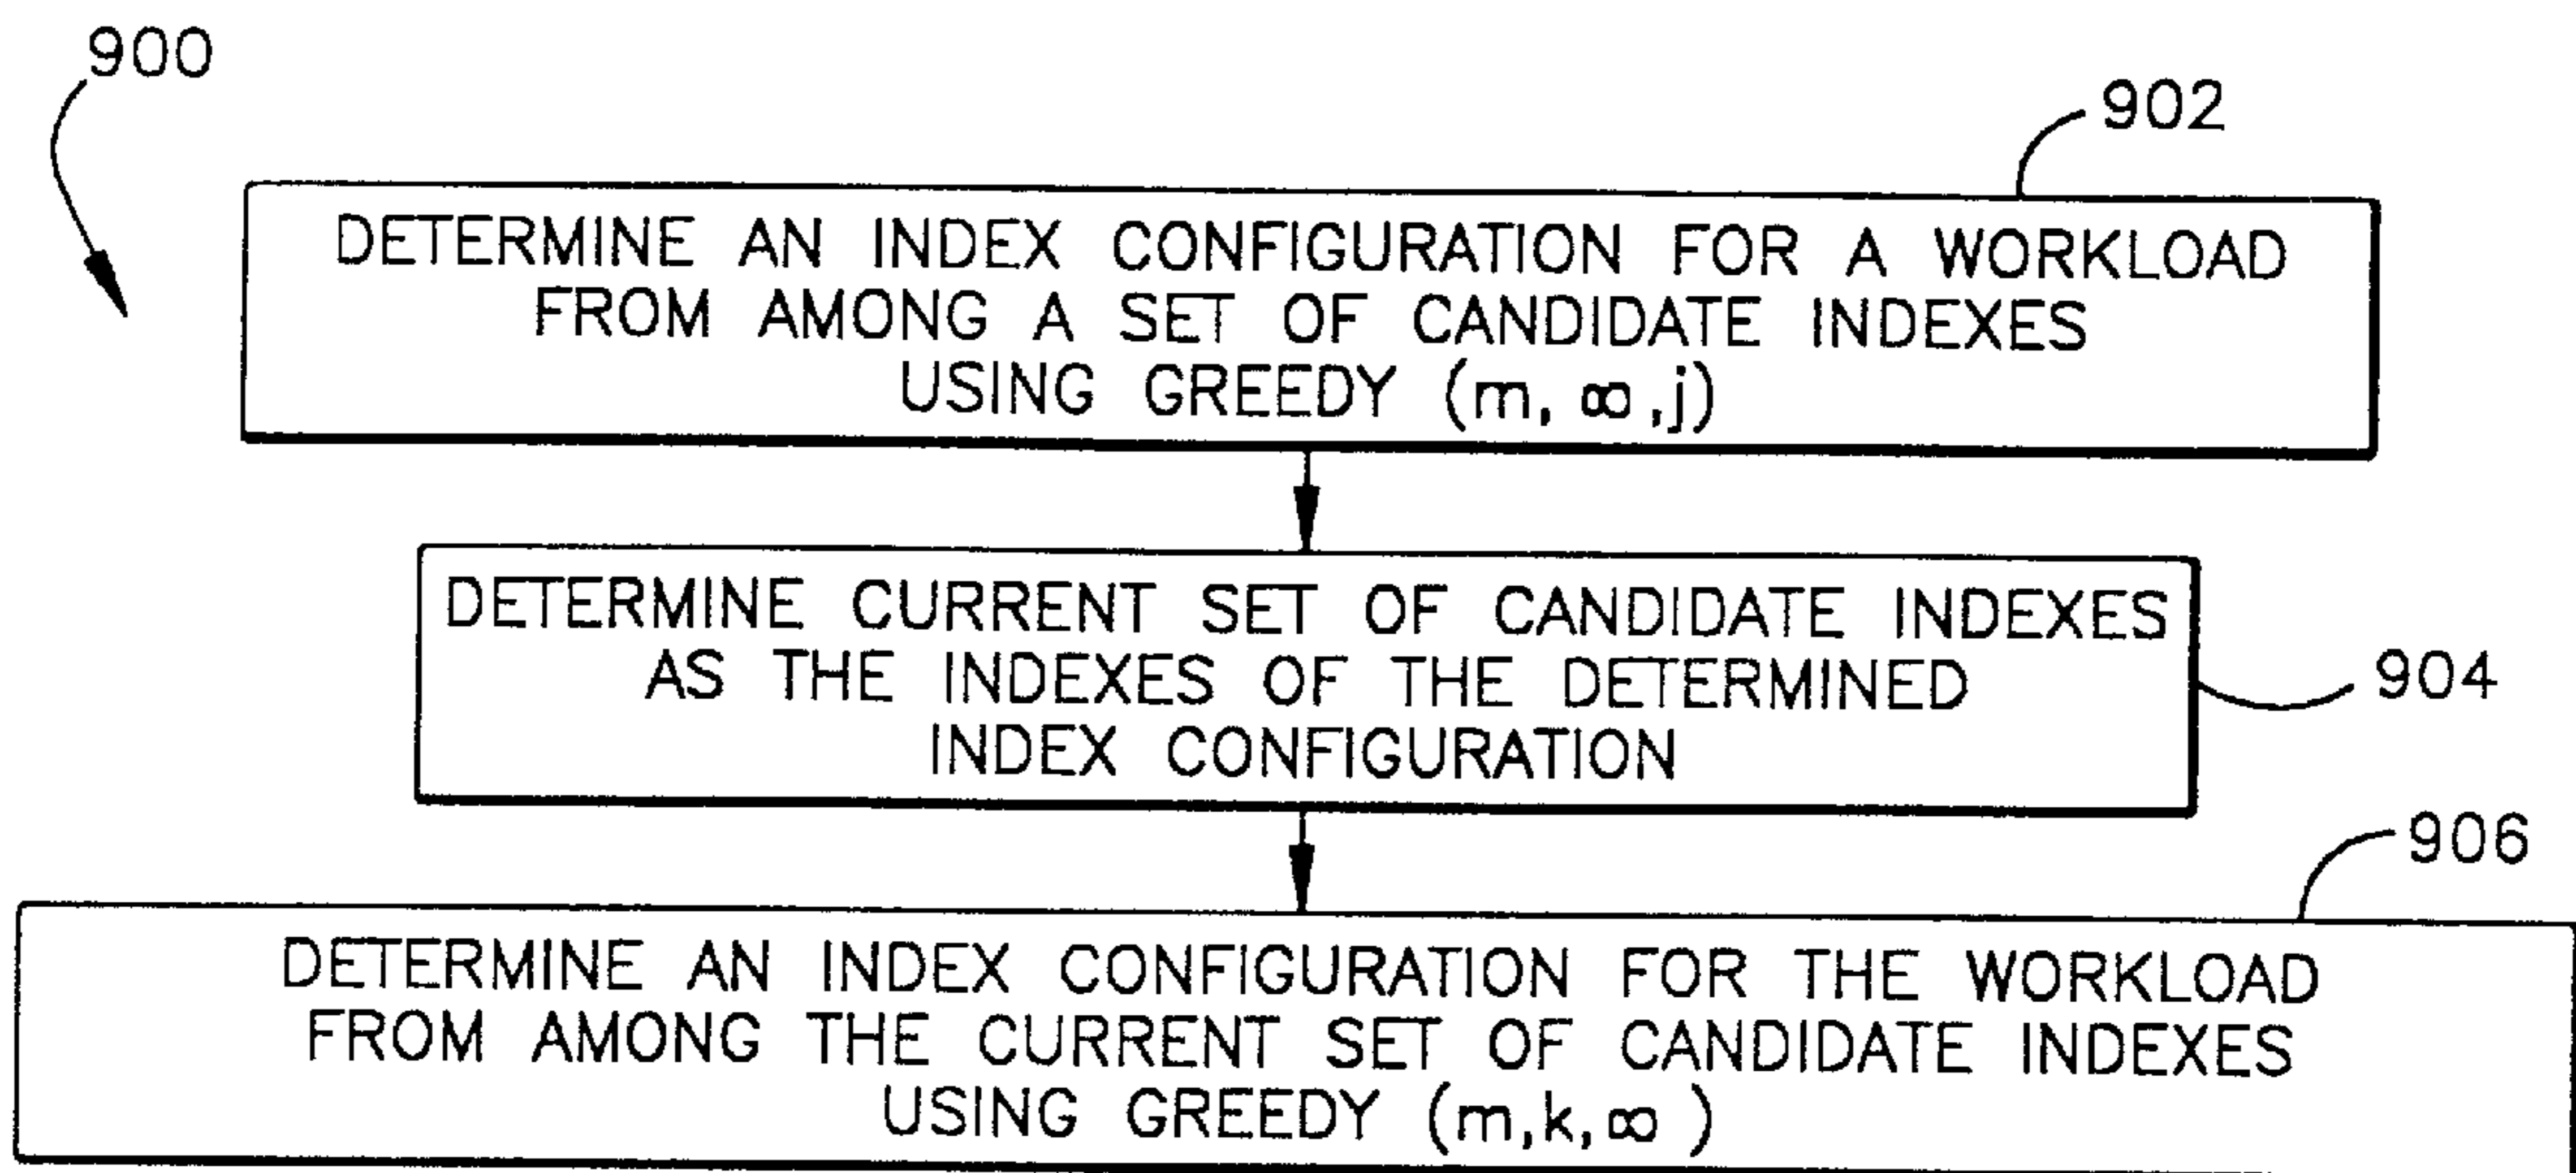 900
902
DETERMINE AN INDEX CONFIGURATION FOR A WORKLOAD
FROM AMONG A SET OF CANDIDATE INDEXES
USING GREEDY (m, ∞ ,j)
DETERMINE CURRENT SET OF CANDIDATE INDEXES
AS THE INDEXES OF THE DETERMINED
INDEX CONFIGURATION
904
906
DETERMINE AN INDEX CONFIGURATION FOR THE WORKLOAD
FROM AMONG THE CURRENT SET OF CANDIDATE INDEXES
USING GREEDY (m,k,∞ )